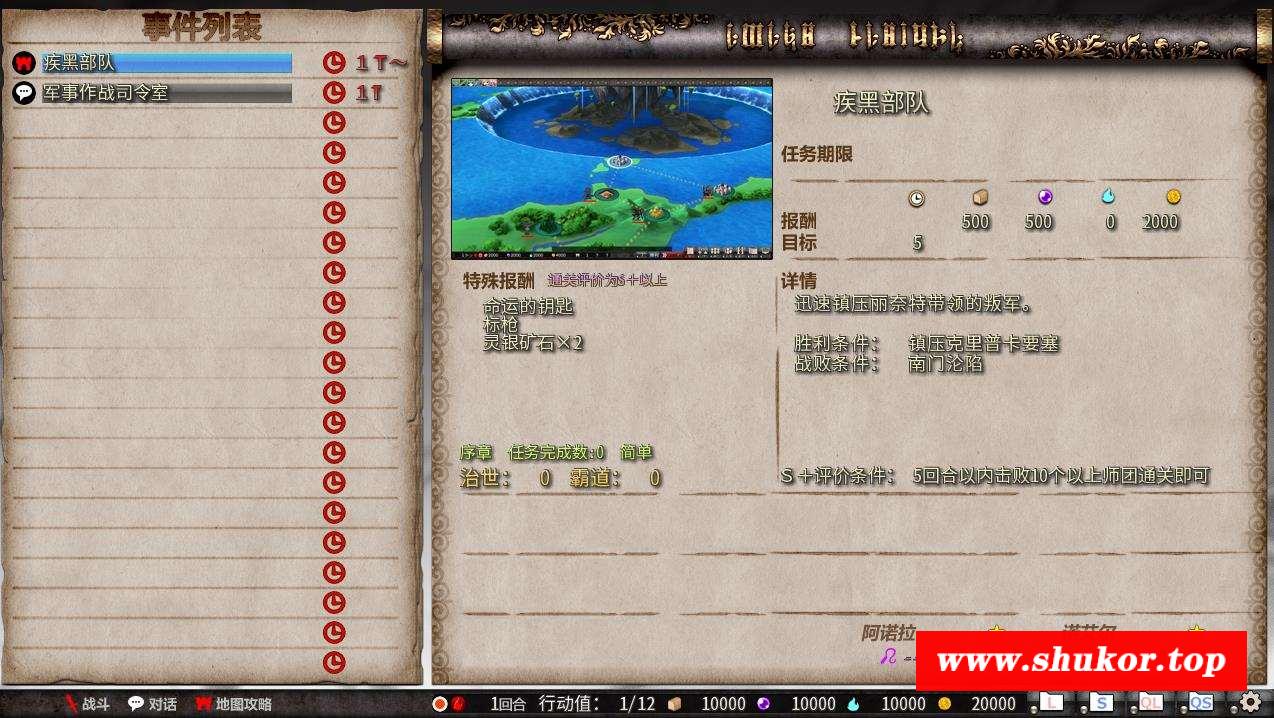 事件列表
疾黑部队 1T~
军事作战司令室 1T
疾黑部队
任务期限
报酬 500 500 0 2000
目标 5
特殊报酬 通关评价为S+以上
命运的钥匙
标枪
灵银矿石×2
详情
迅速镇压丽奈特带领的叛军。
胜利条件: 镇压克里普卡要塞
战败条件: 南门沦陷
序章 任务完成数:0 简单
治世: 0 霸道: 0
S+评价条件: 5回合以内击败10个以上师团通关即可
阿诺拉
www.shukor.top
战斗 对话 地图攻略 1回合 行动值: 1/12 10000 10000 10000 20000 L S QL QS